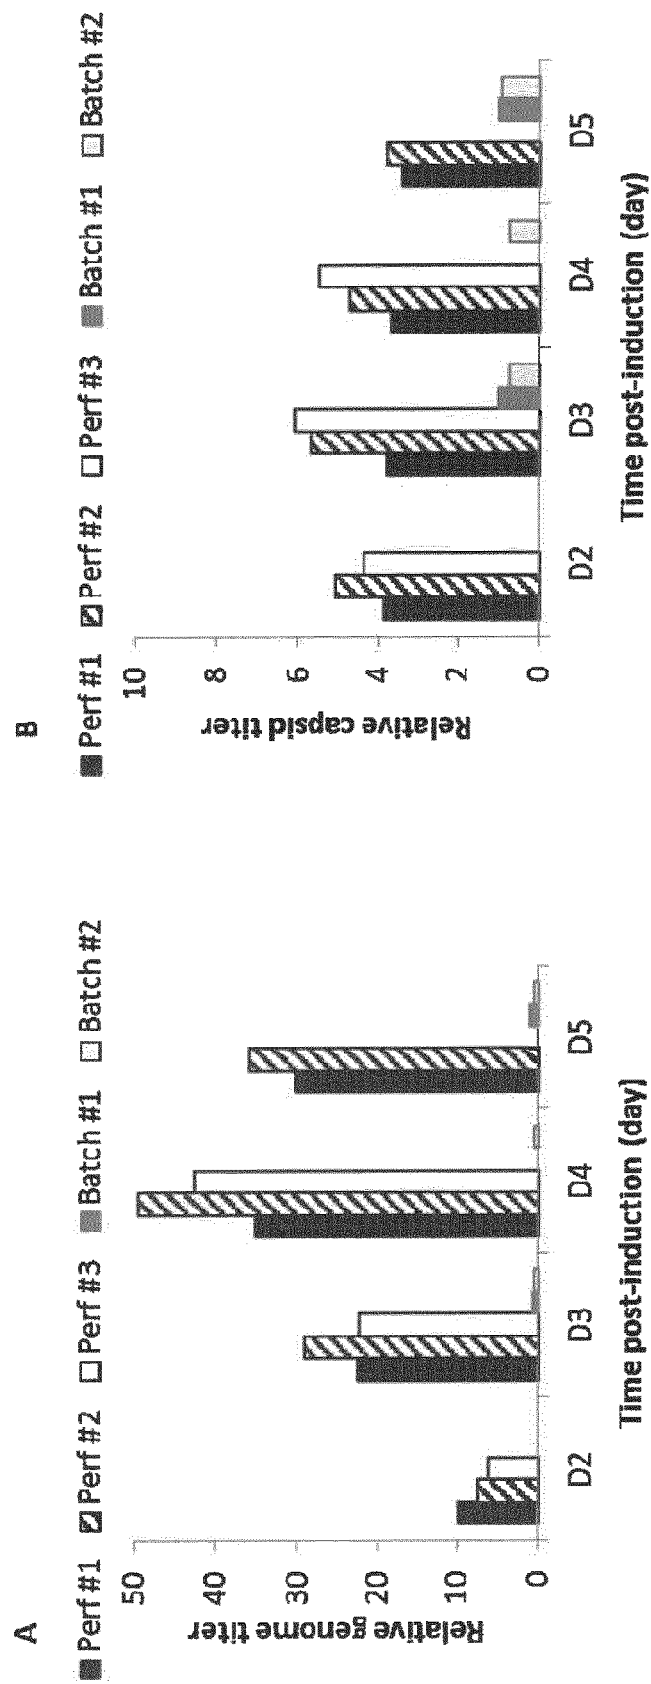 A
Perf #1 Perf #2 Perf #3 Batch #1 Batch #2
50
40
30
20
10
0
Relative genome titer
D2 D3 D4 D5
Time post-induction (day)
B
Perf #1 Perf #2 Perf #3 Batch #1 Batch #2
10
8
6
4
2
0
Relative capsid titer
D2 D3 D4 D5
Time post-induction (day)